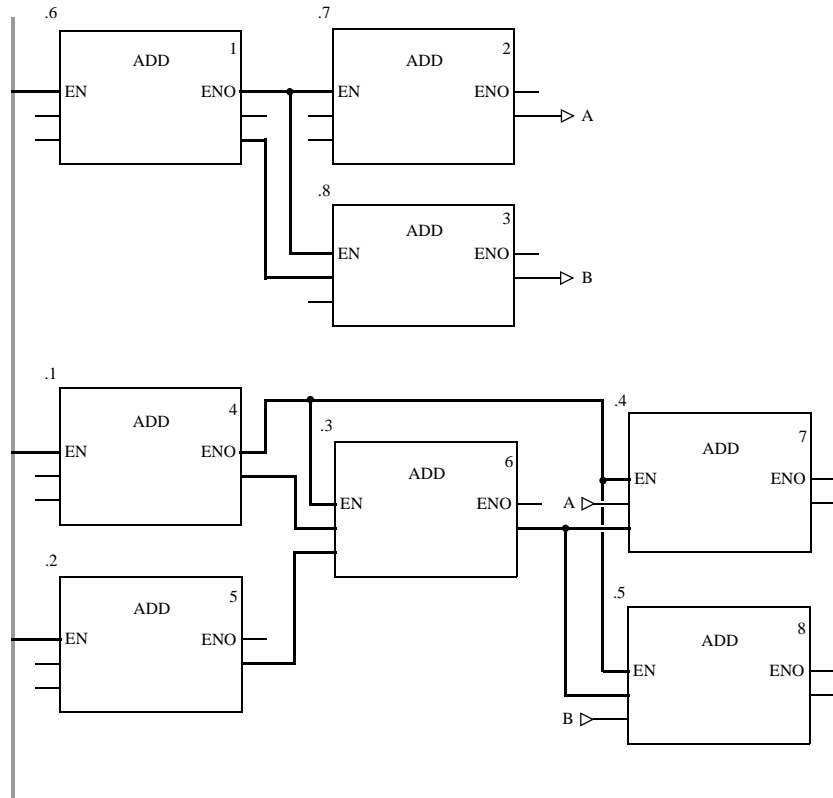 .6 .7
ADD 1 ADD 2
EN ENO EN ENO
A
.8
ADD 3
EN ENO
B
.1
ADD 4
EN ENO
.3
ADD 6
EN ENO
.4
ADD 7
EN ENO
A
.2
ADD 5
EN ENO
.5
ADD 8
EN ENO
B